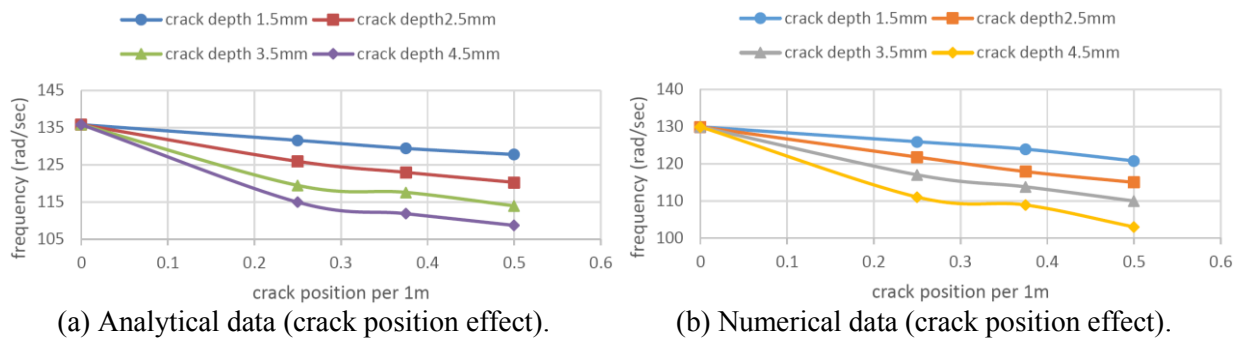 crack depth 1.5mm crack depth2.5mm
crack depth 3.5mm crack depth 4.5mm
frequency (rad/sec)
145
135
125
115
105
0 0.1 0.2 0.3 0.4 0.5 0.6
crack position per 1m
(a) Analytical data (crack position effect).
crack depth 1.5mm crack depth2.5mm
crack depth 3.5mm crack depth 4.5mm
frequency (rad/sec)
140
130
120
110
100
0 0.1 0.2 0.3 0.4 0.5 0.6
crack position per 1m
(b) Numerical data (crack position effect).